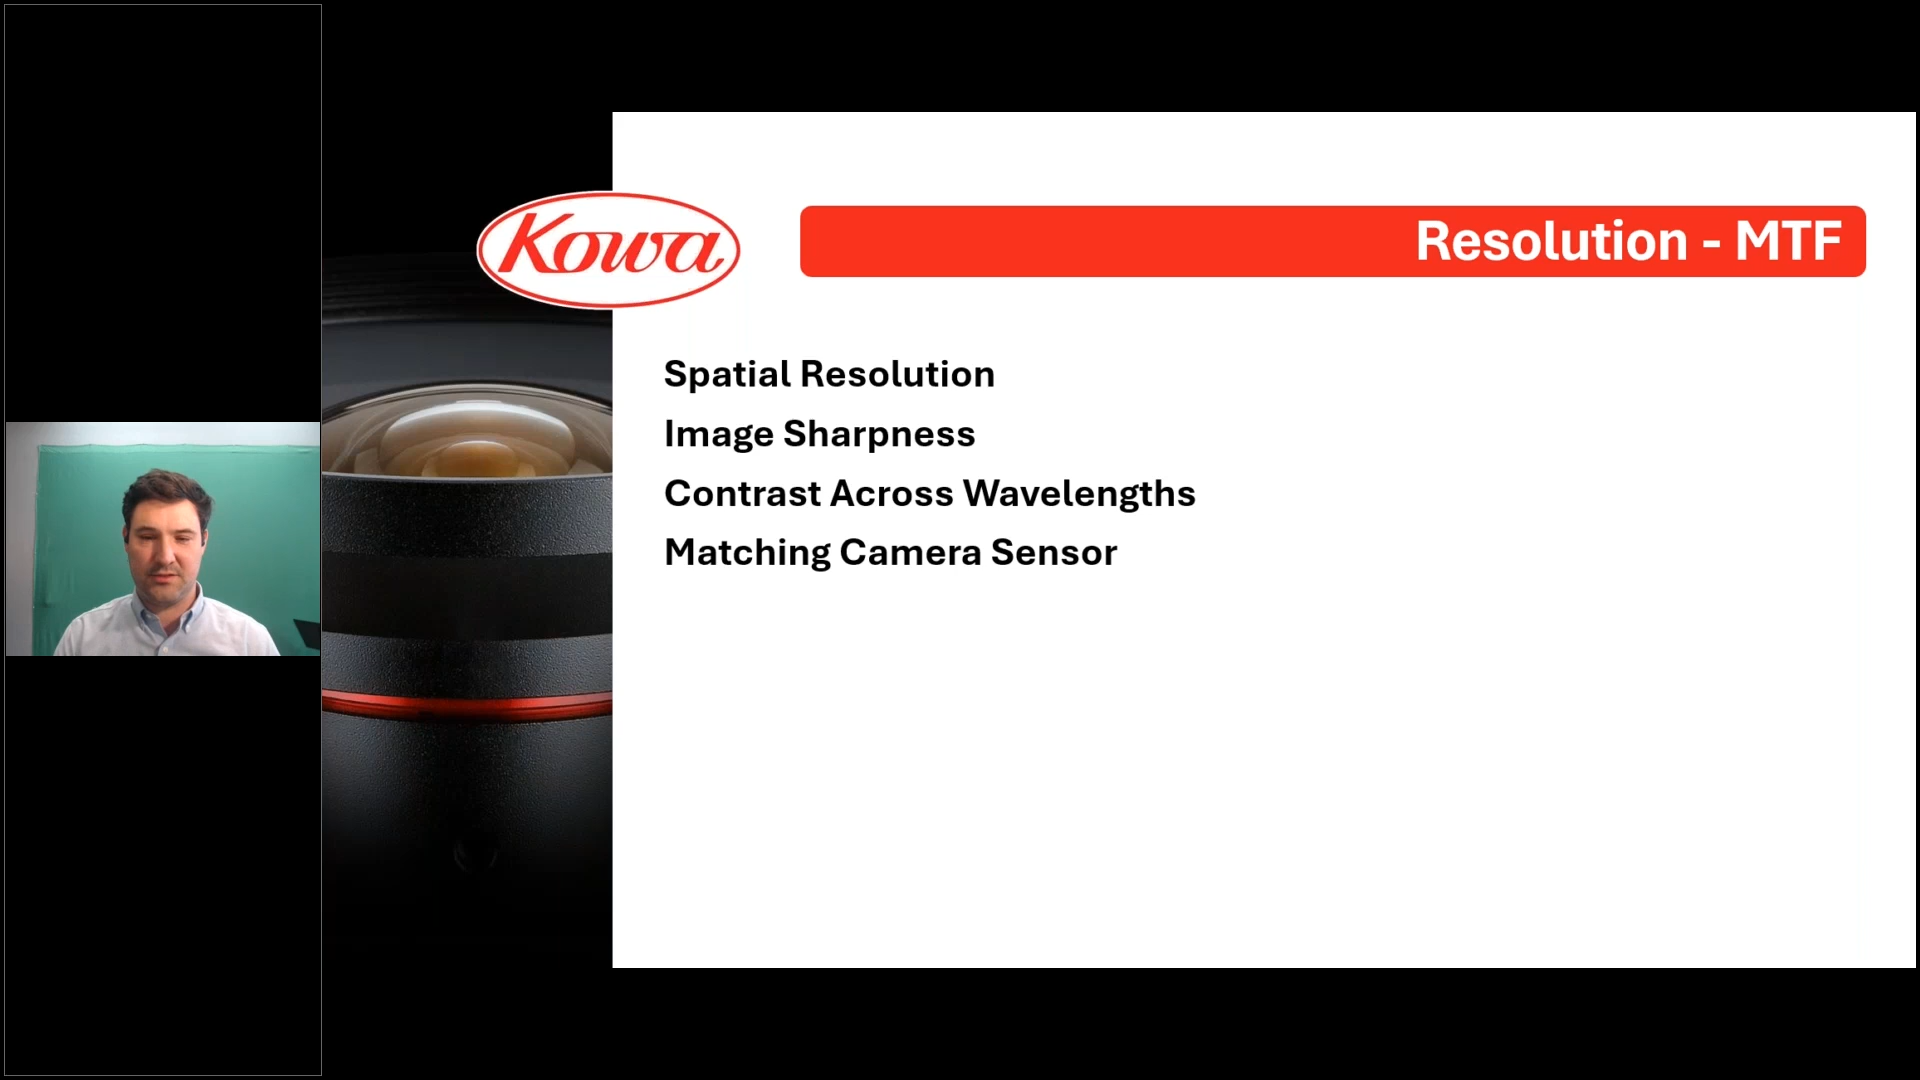 Kowa
Resolution - MTF
Spatial Resolution
Image Sharpness
Contrast Across Wavelengths
Matching Camera Sensor